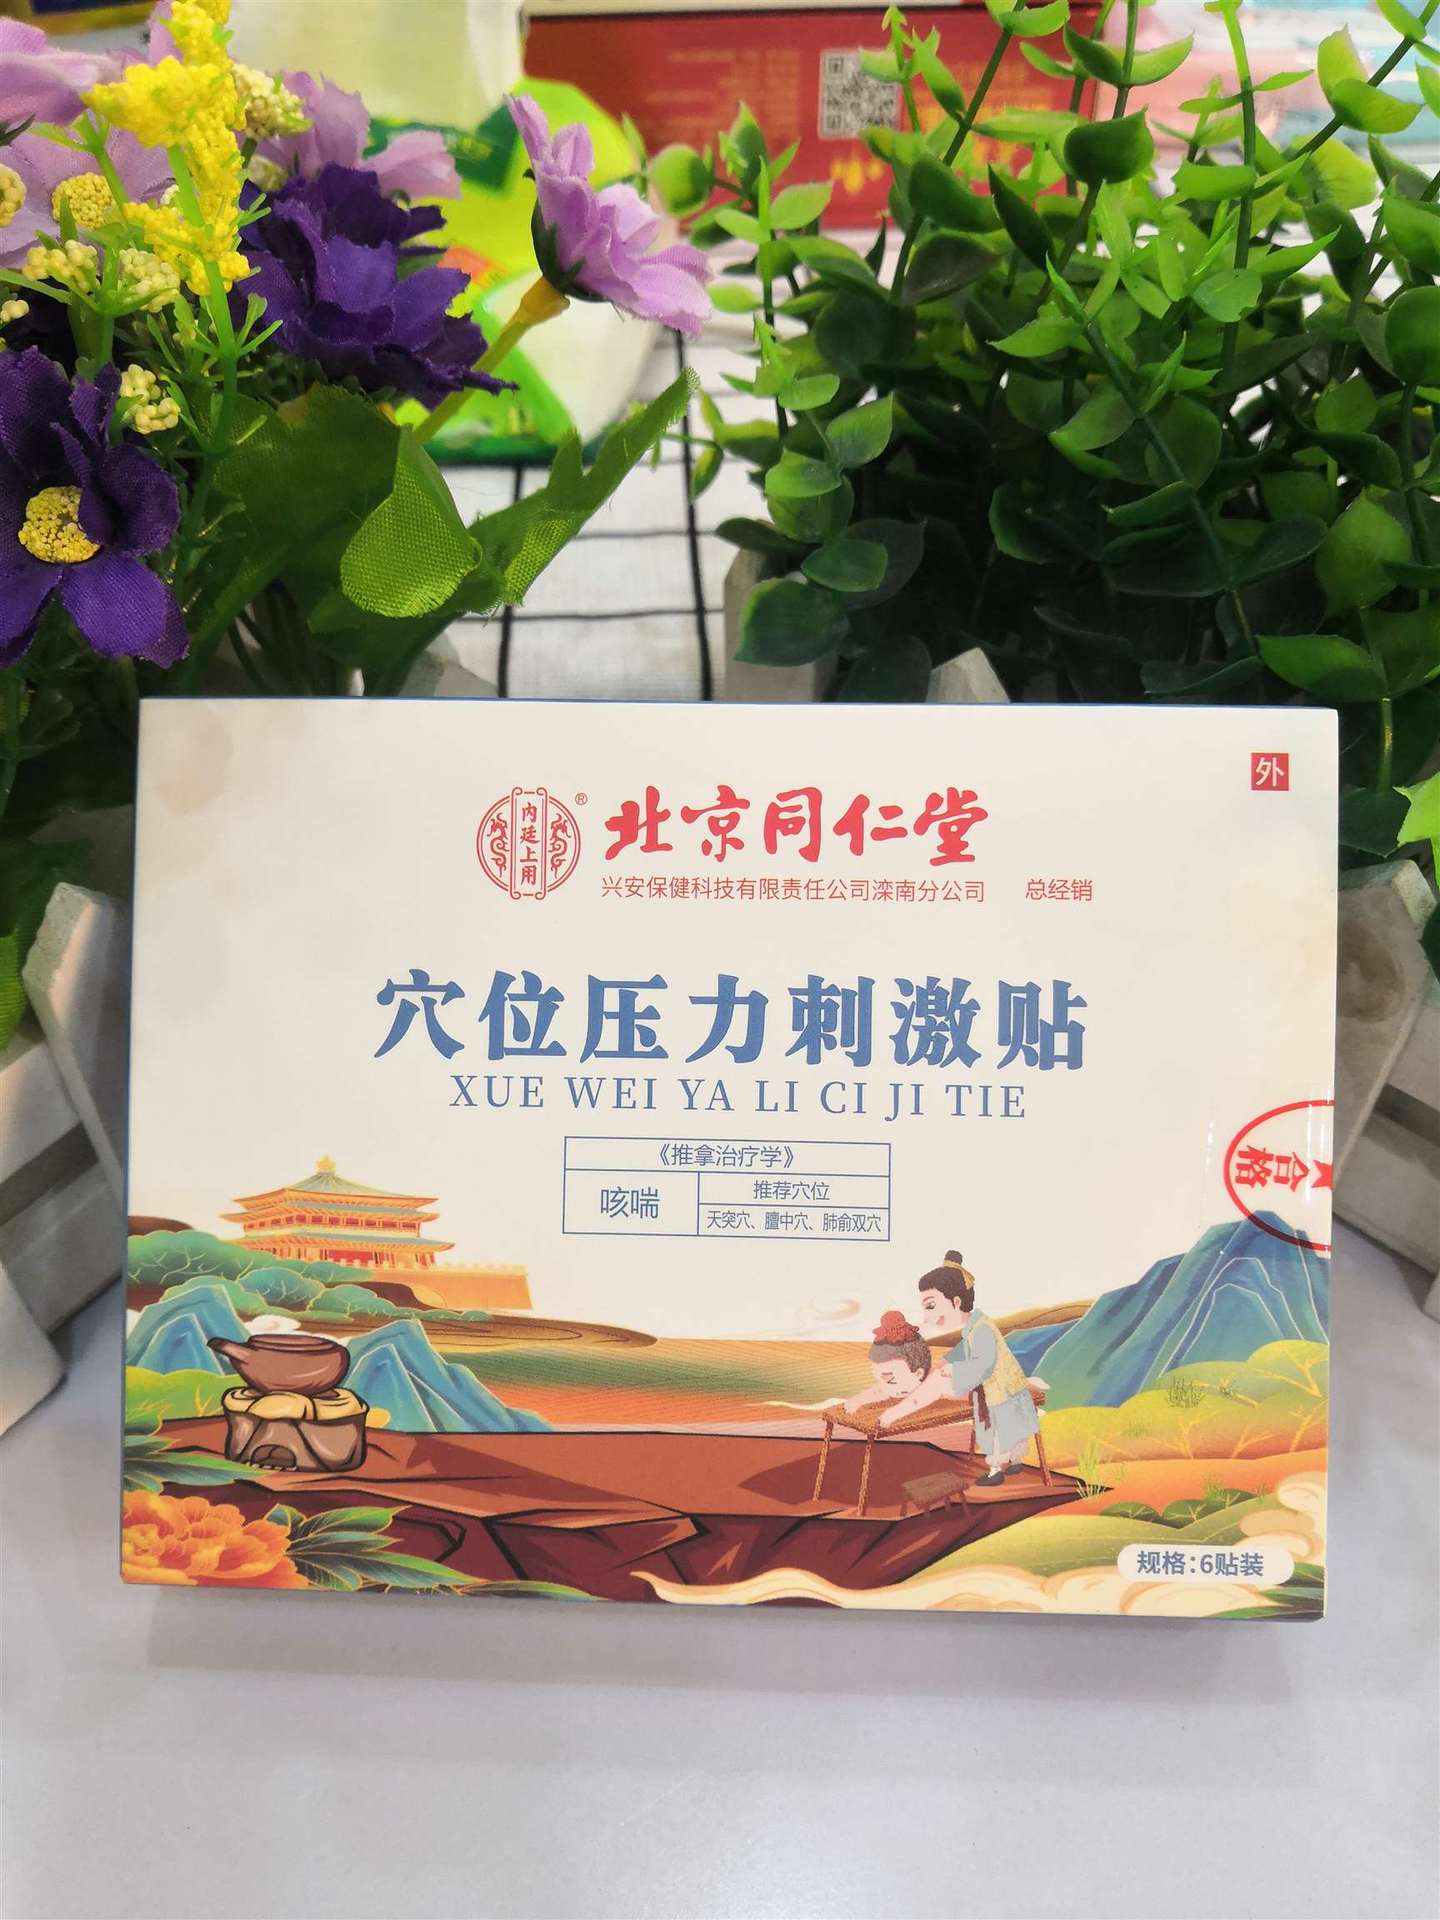 外
内廷上用
®
北京同仁堂
兴安保健科技有限责任公司滦南分公司 总经销
穴位压力刺激贴
XUE WEI YA LI CI JI TIE
《推拿治疗学》
咳喘
推荐穴位
天突穴、膻中穴、肺俞双穴
合格
规格:6贴装